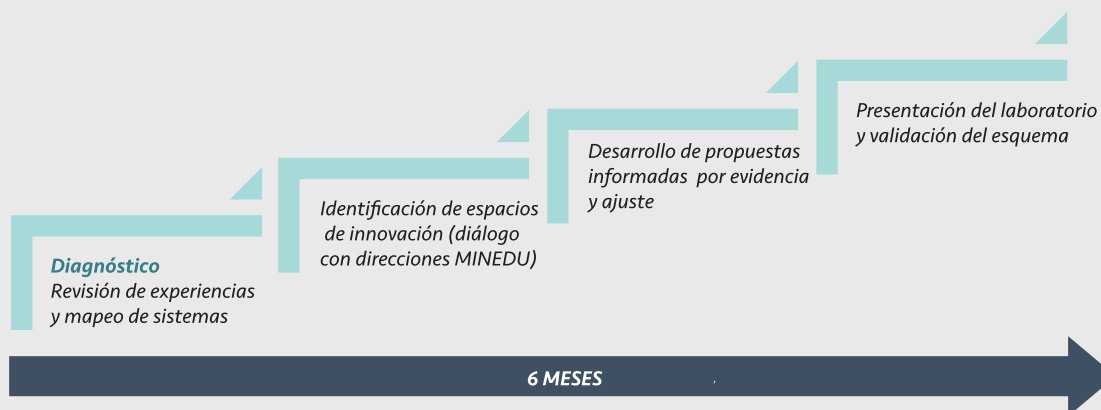 Diagnóstico
Revisión de experiencias
y mapeo de sistemas
Identificación de espacios
de innovación (diálogo
con direcciones MINEDU)
Desarrollo de propuestas
informadas por evidencia
y ajuste
Presentación del laboratorio
y validación del esquema
6 MESES